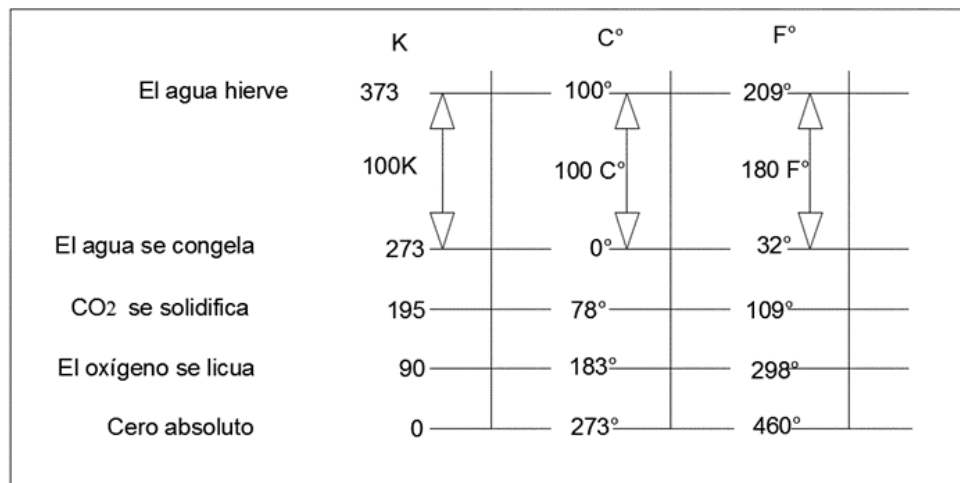 K C° F°
El agua hierve 373 100° 209°
100K 100 C° 180 F°
El agua se congela 273 0° 32°
CO2 se solidifica 195 78° 109°
El oxígeno se licua 90 183° 298°
Cero absoluto 0 273° 460°